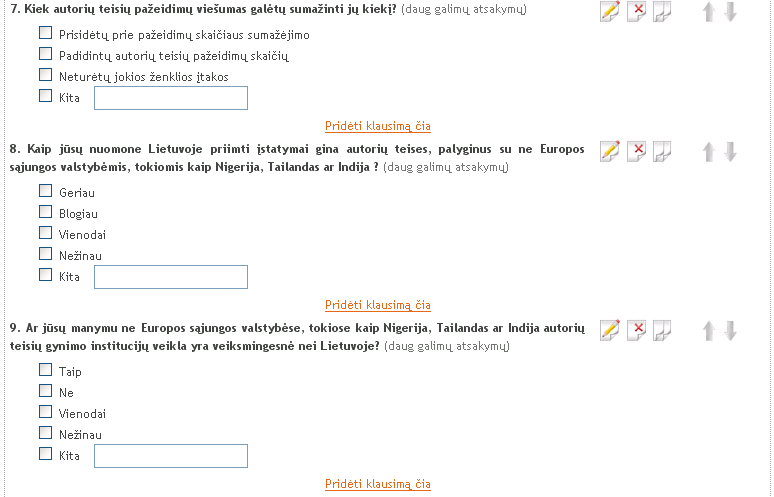 7. Kiek autorių teisių pažeidimų viešumas galėtų sumažinti jų kiekį? (daug galimų atsakymų)
Prisidėtų prie pažeidimų skaičiaus sumažėjimo
Padidintų autorių teisių pažeidimų skaičių
Neturėtų jokios ženklios įtakos
Kita
Pridėti klausimą čia
8. Kaip jūsų nuomone Lietuvoje priimti įstatymai gina autorių teises, palyginus su ne Europos
sąjungos valstybėmis, tokiomis kaip Nigerija, Tailandas ar Indija ? (daug galimų atsakymų)
Geriau
Blogiau
Vienodai
Nežinau
Kita
Pridėti klausimą čia
9. Ar jūsų manymu ne Europos sąjungos valstybėse, tokiose kaip Nigerija, Tailandas ar Indija autorių
teisių gynimo institucijų veikla yra veiksmingesnė nei Lietuvoje? (daug galimų atsakymų)
Taip
Ne
Vienodai
Nežinau
Kita
Pridėti klausimą čia